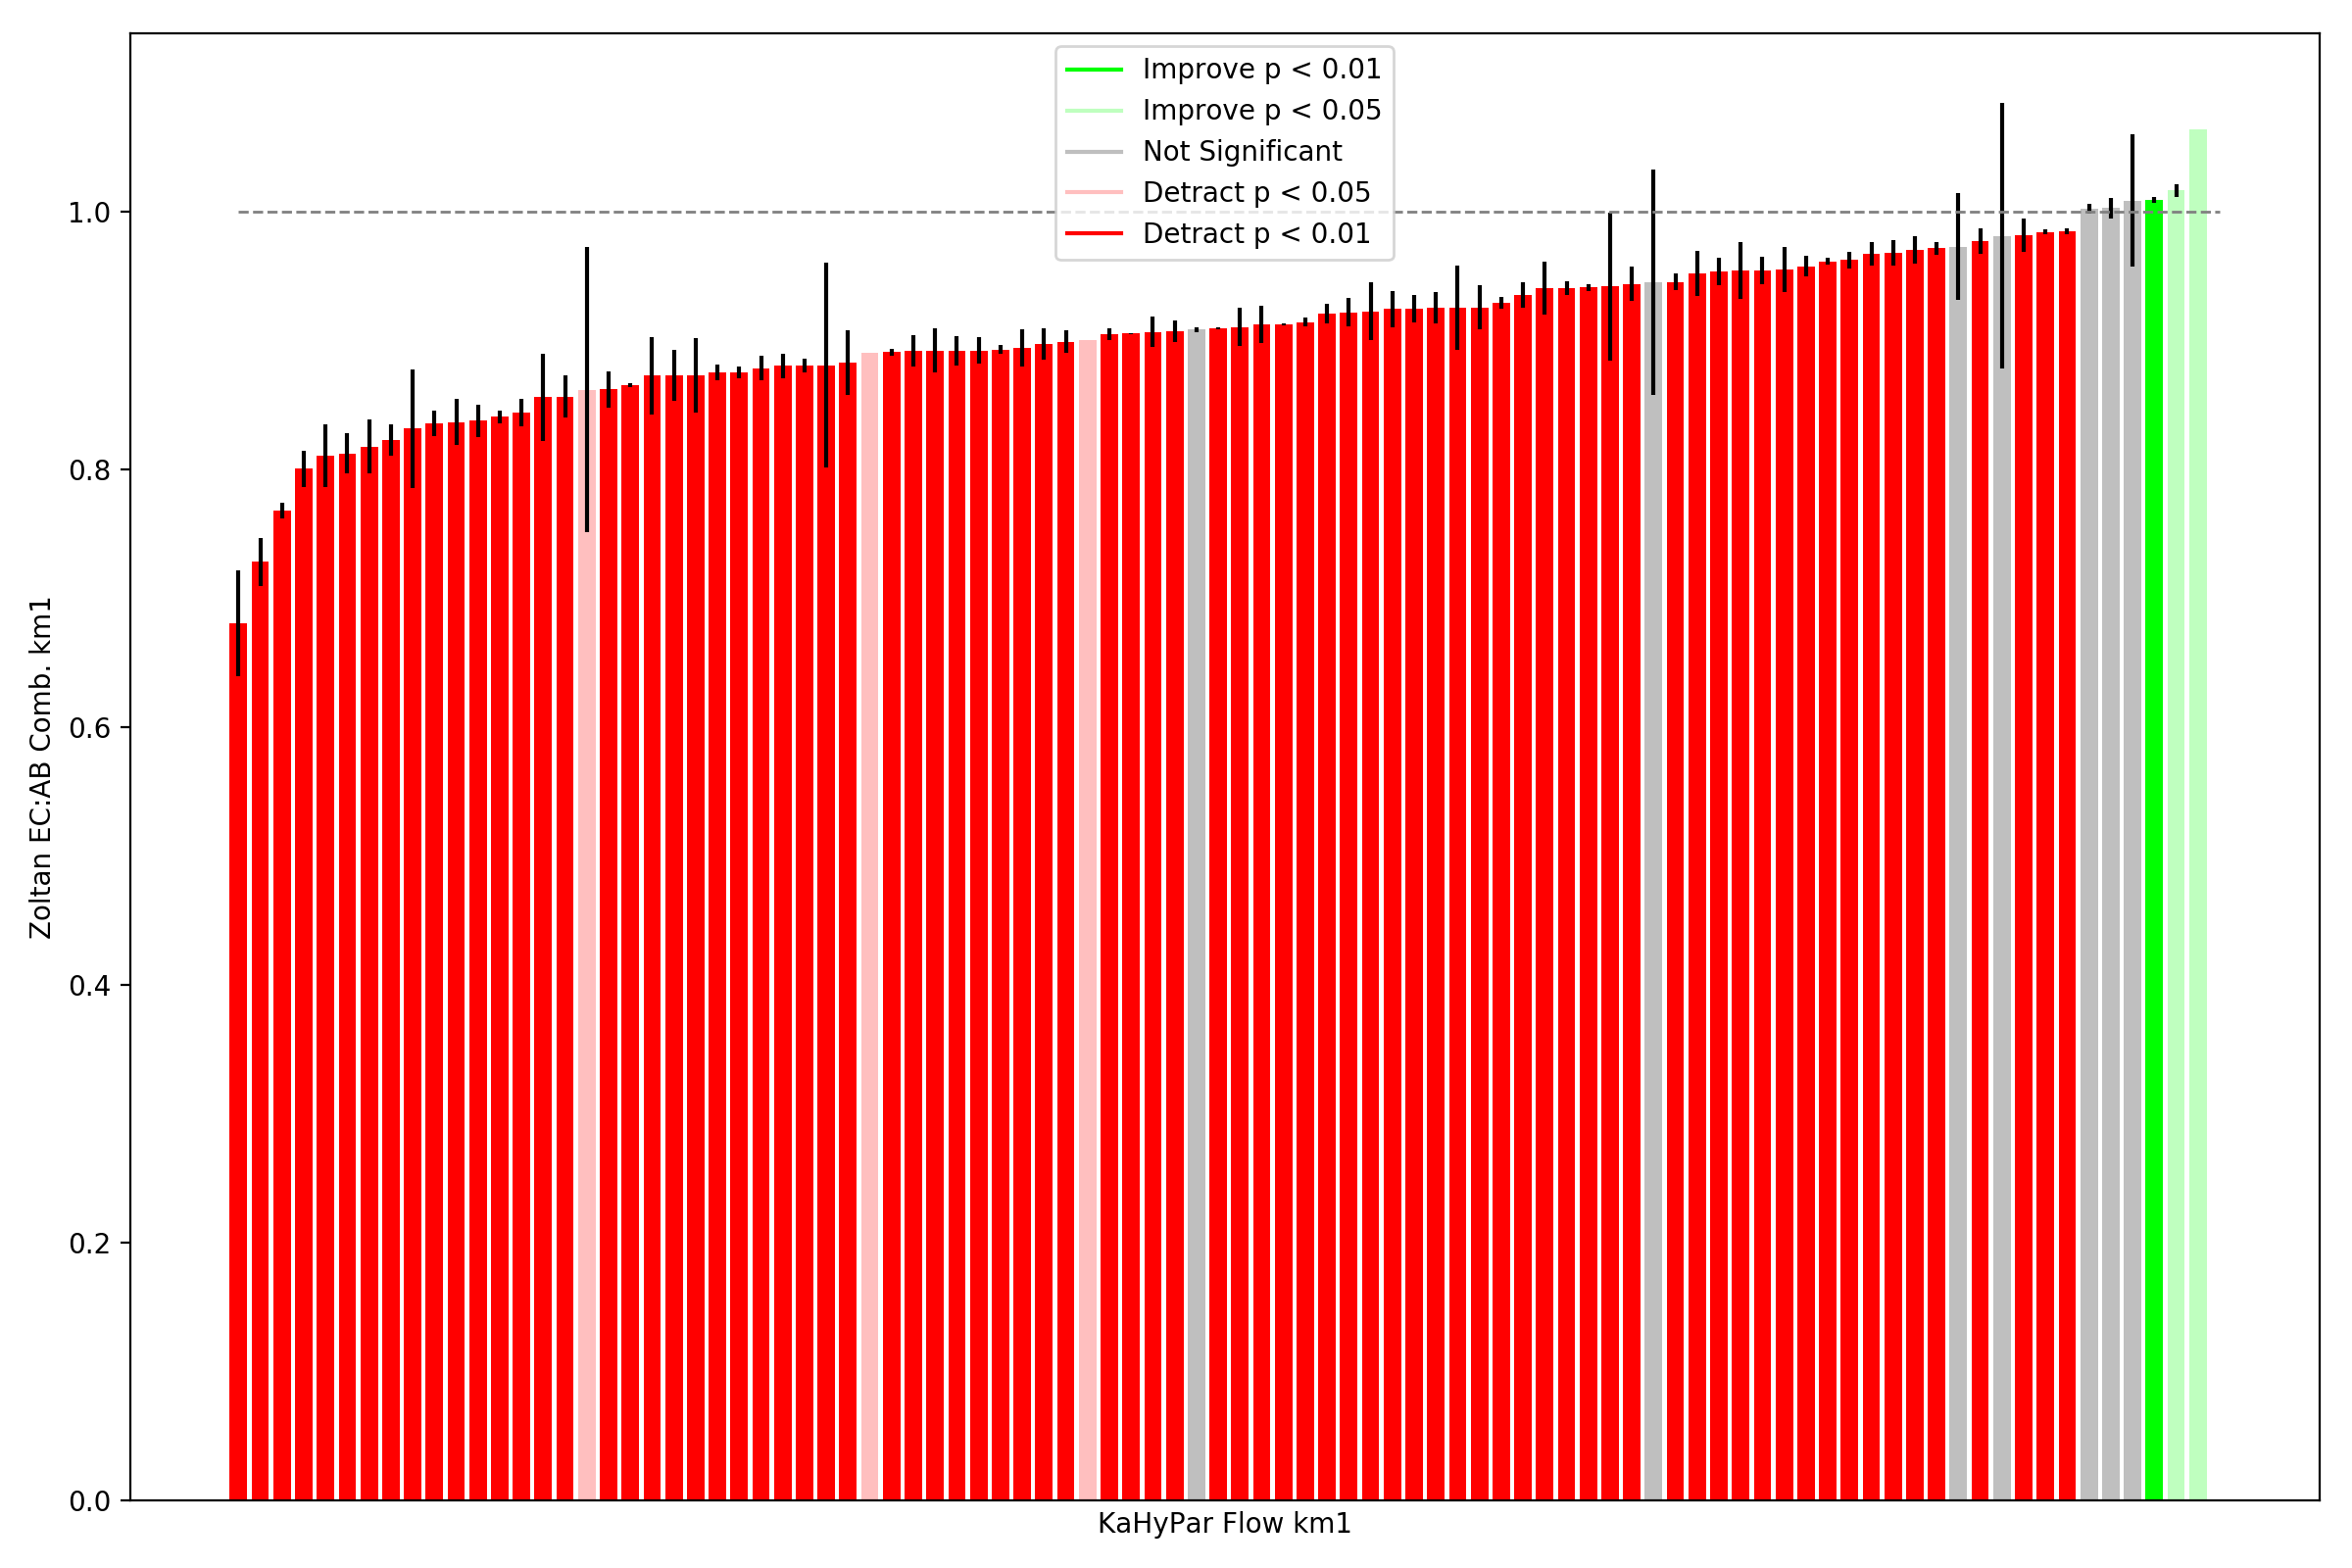 Improve p < 0.01
Improve p < 0.05
Not Significant
Detract p < 0.05
Detract p < 0.01
1.0
0.8
0.6
0.4
0.2
0.0
Zoltan EC:AB Comb. km1
KaHyPar Flow km1